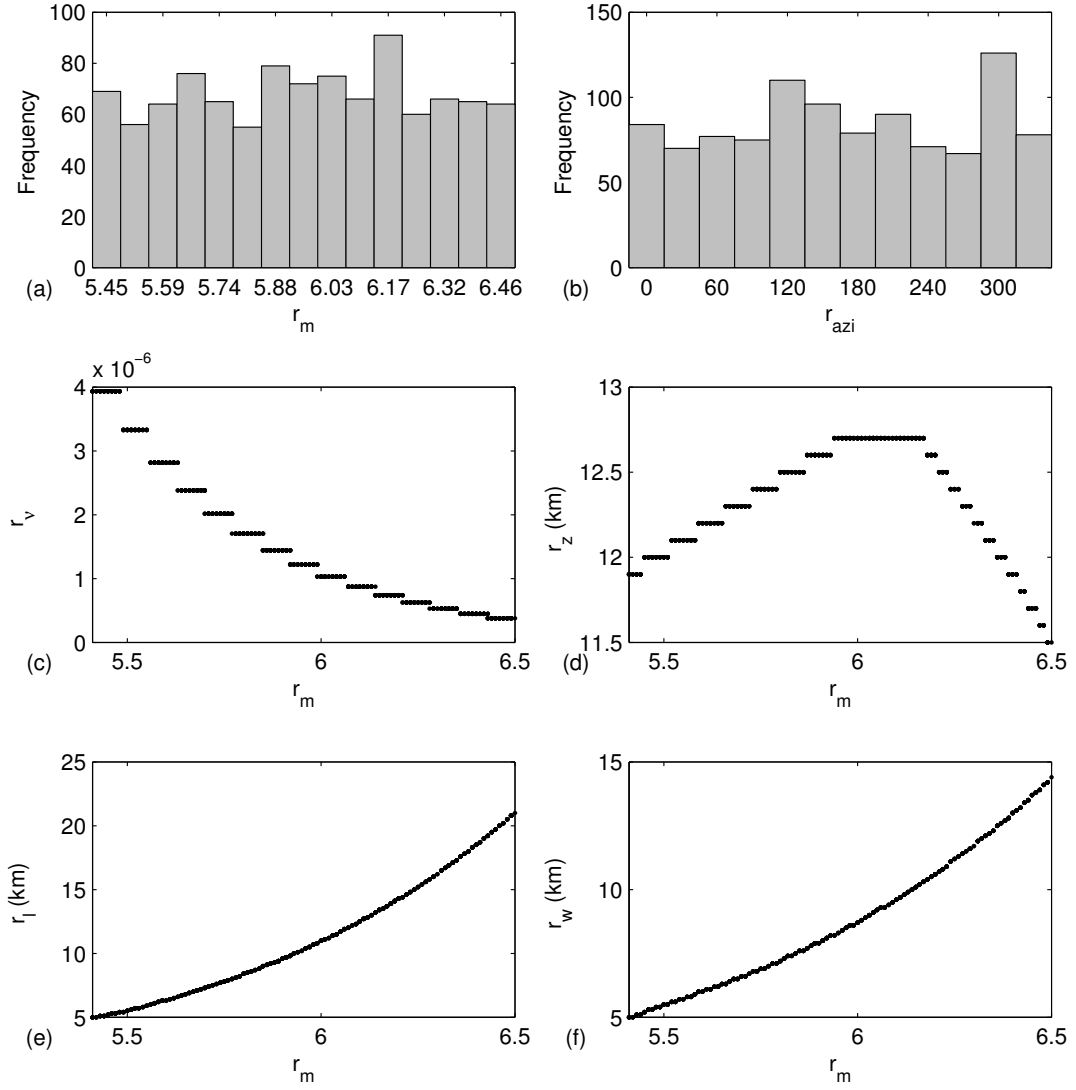 100
80
60
40
20
0
Frequency
5.45 5.59 5.74 5.88 6.03 6.17 6.32 6.46
(a)
r_m
150
100
50
0
Frequency
0 60 120 180 240 300
(b)
r_azi
x 10^−6
4
3
2
1
0
r_ν
5.5 6 6.5
(c)
r_m
13
12.5
12
11.5
r_z (km)
5.5 6 6.5
(d)
r_m
25
20
15
10
5
r_l (km)
5.5 6 6.5
(e)
r_m
15
10
5
r_w (km)
5.5 6 6.5
(f)
r_m